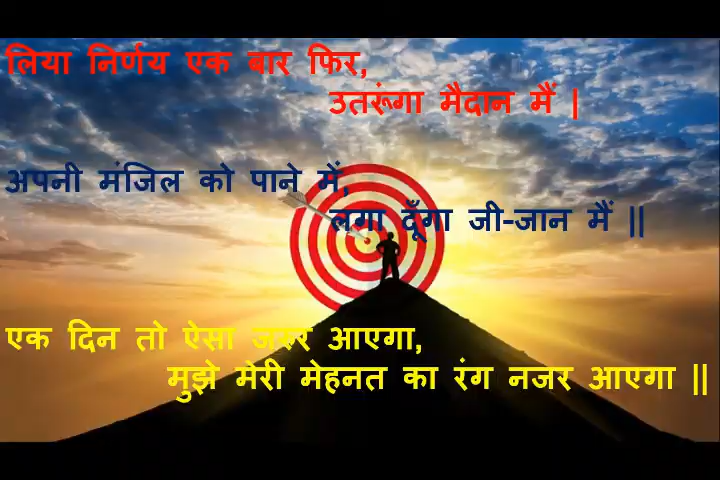 लिया निर्णय एक बार फिर,
उतरूंगा मैदान मैं |
अपनी मंजिल को पाने में,
लगा दूँगा जी-जान मैं ||
एक दिन तो ऐसा जरुर आएगा,
मुझे मेरी मेहनत का रंग नजर आएगा ||